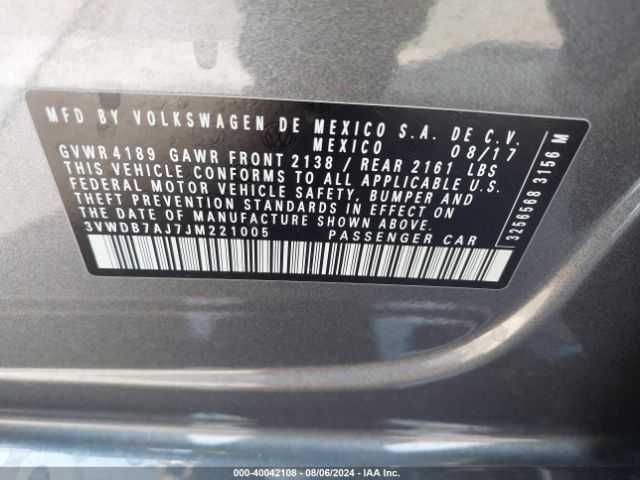 MFD BY VOLKSWAGEN DE MEXICO S.A. DE C.V.
MEXICO 08/17
GVWR 4189 GAWR FRONT 2138 / REAR 2161 LBS
THIS VEHICLE CONFORMS TO ALL APPLICABLE U.S.
FEDERAL MOTOR VEHICLE SAFETY, BUMPER AND
THEFT PREVENTION STANDARDS IN EFFECT ON
THE DATE OF MANUFACTURE SHOWN ABOVE.
3VWDB7AJ7JM221005 PASSENGER CAR
3258568 3156 M
000-40042108 - 08/06/2024 - IAA Inc.